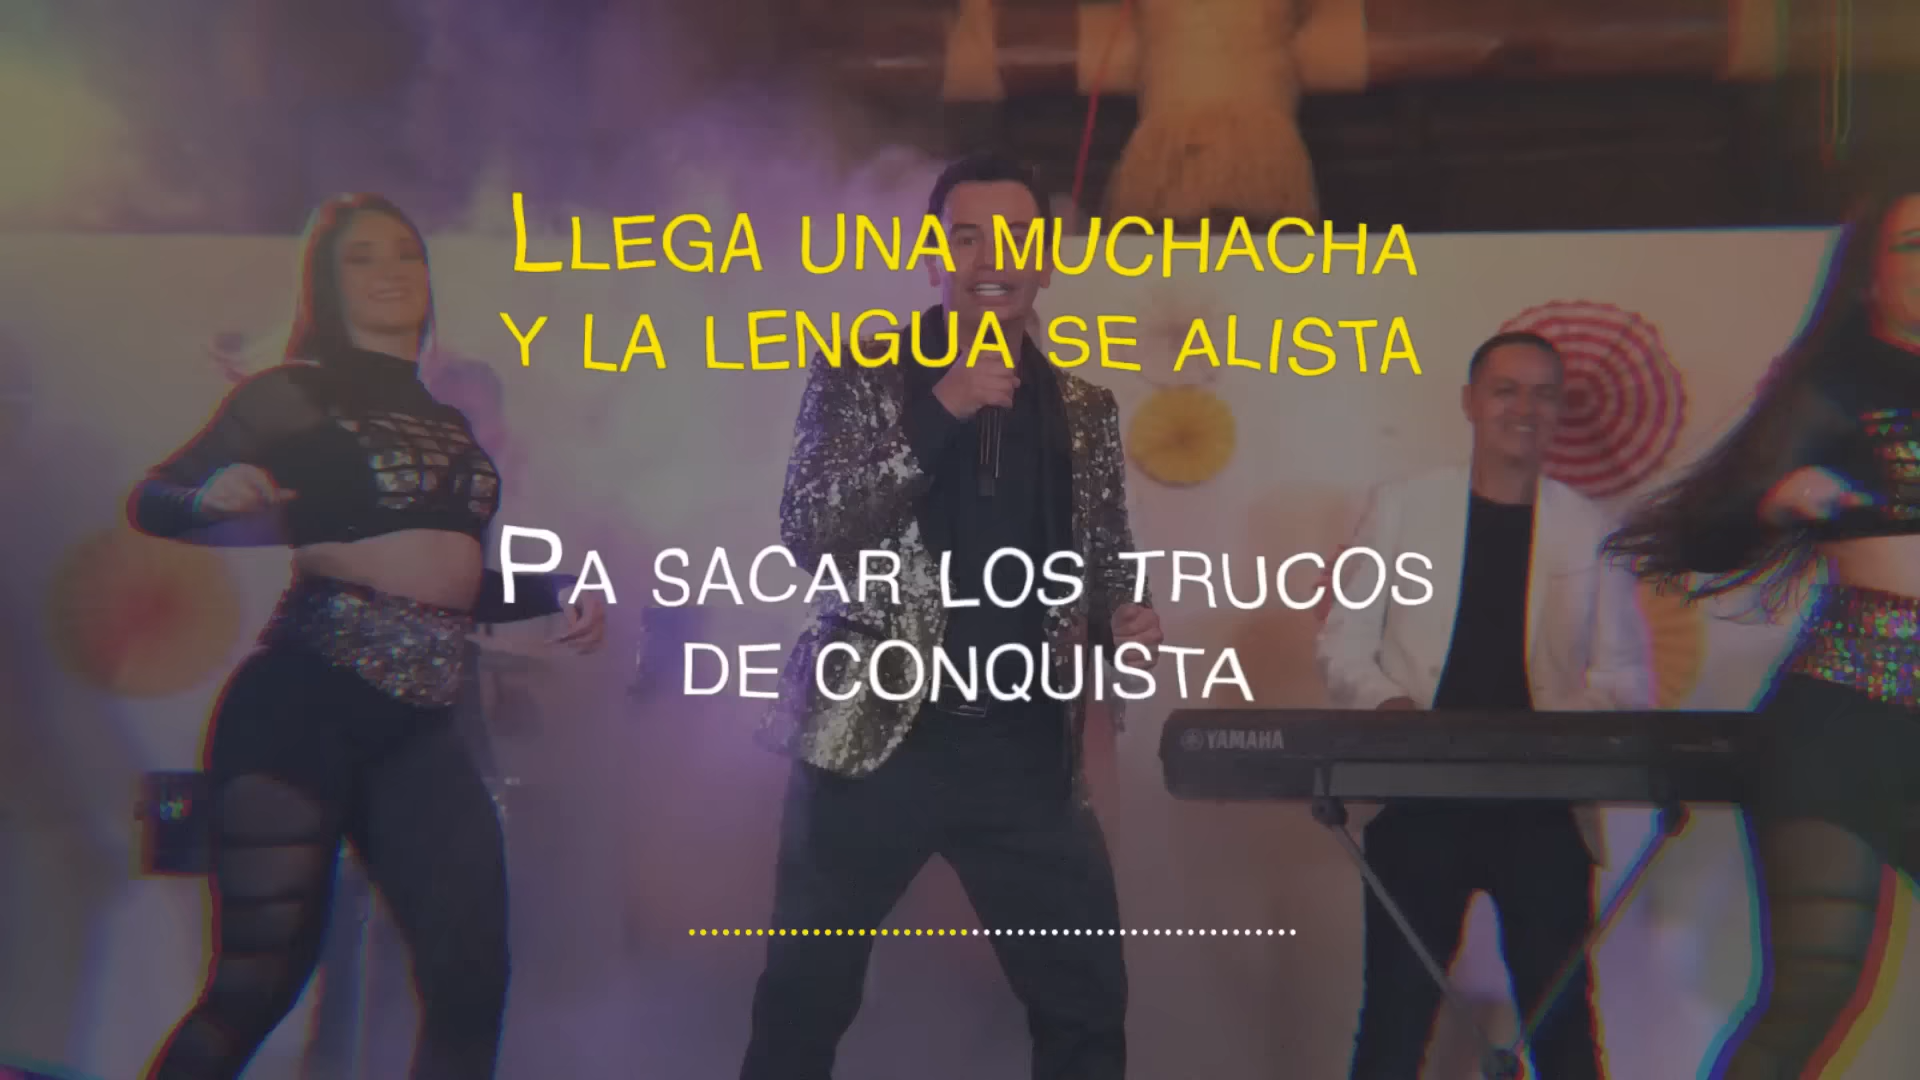 LLEGA UNA MUCHACHA
Y LA LENGUA SE ALISTA
PA SACAR LOS TRUCOS
DE CONQUISTA
YAMAHA